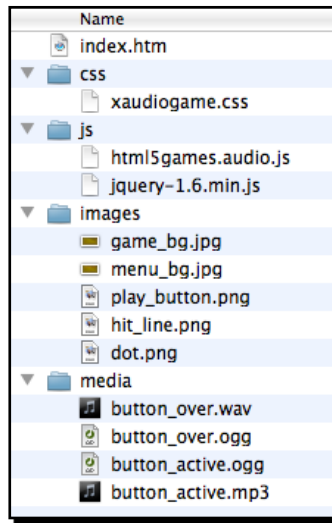 Name
index.htm
css
xaudiogame.css
js
html5games.audio.js
jquery-1.6.min.js
images
game_bg.jpg
menu_bg.jpg
play_button.png
hit_line.png
dot.png
media
button_over.wav
button_over.ogg
button_active.ogg
button_active.mp3